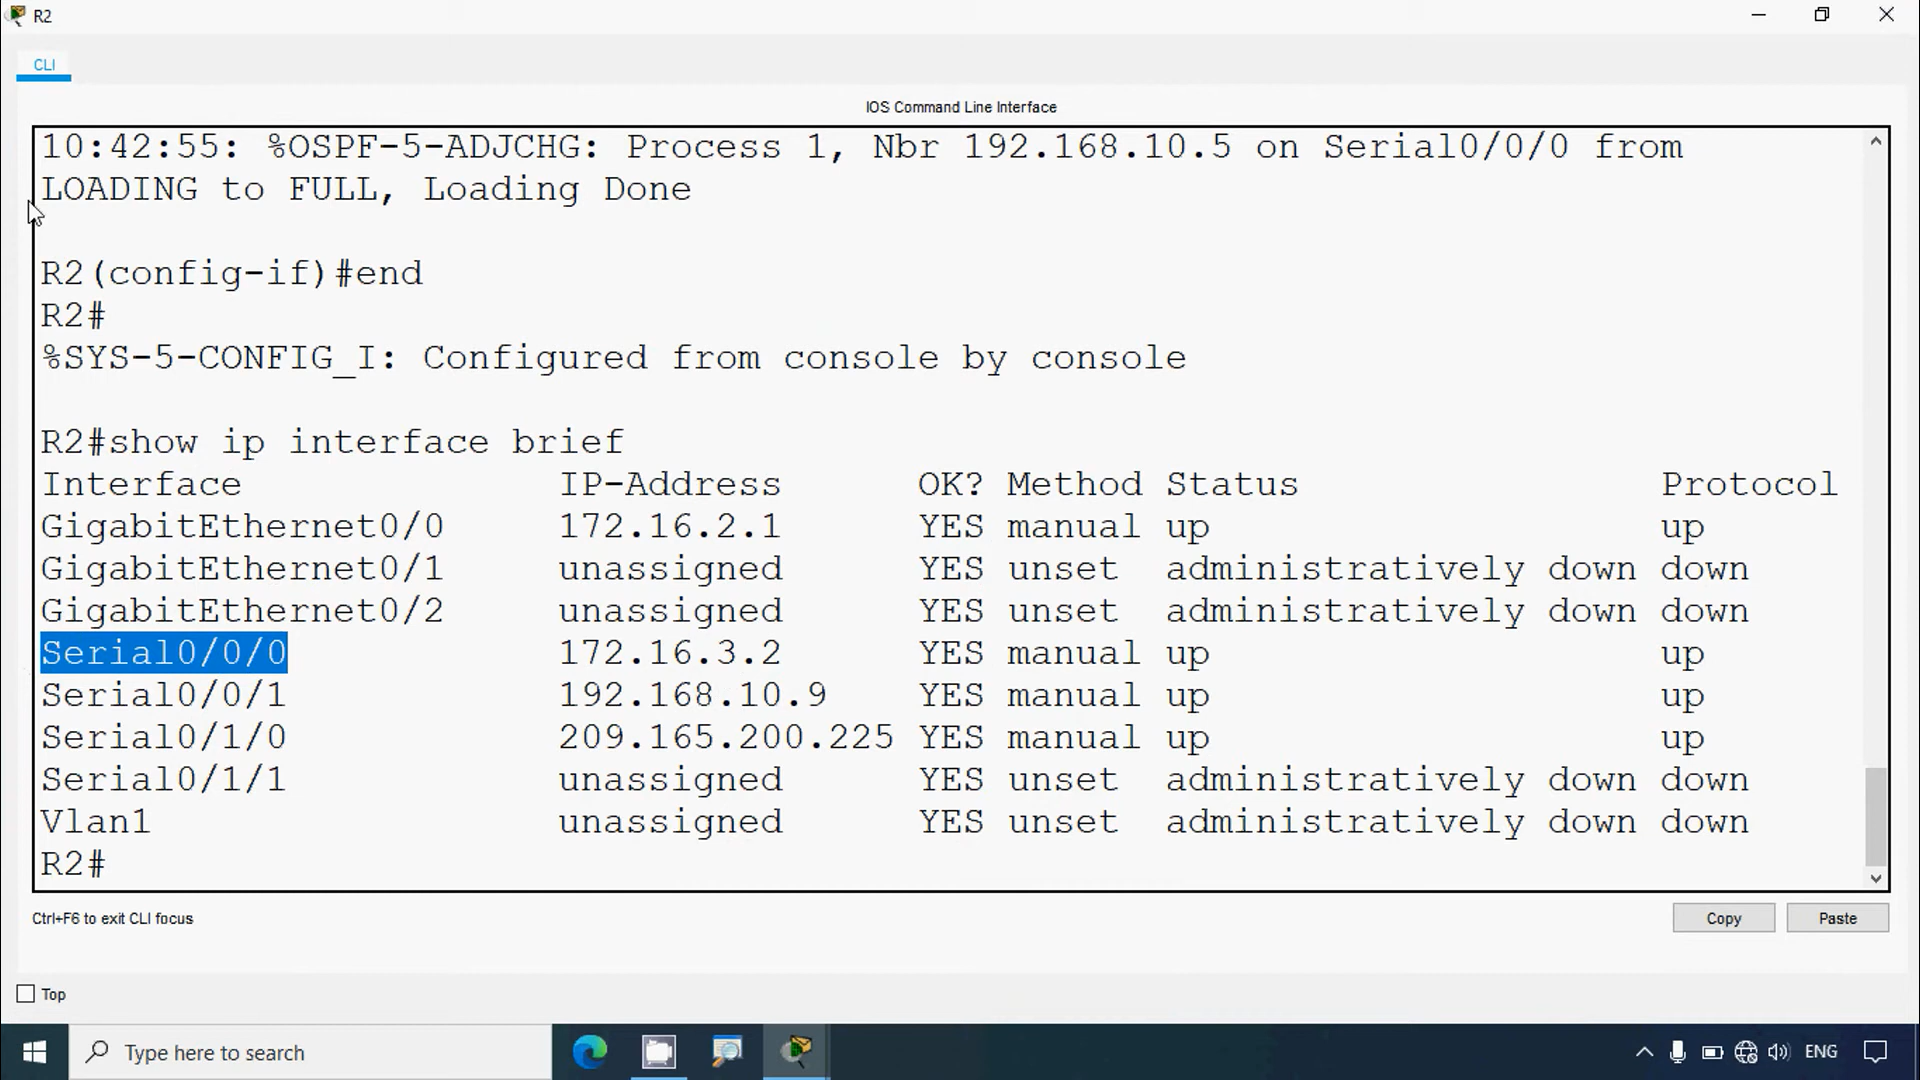 R2
CLI
IOS Command Line Interface
10:42:55: %OSPF-5-ADJCHG: Process 1, Nbr 192.168.10.5 on Serial0/0/0 from
LOADING to FULL, Loading Done
R2(config-if)#end
R2#
%SYS-5-CONFIG_I: Configured from console by console
R2#show ip interface brief
Interface IP-Address OK? Method Status Protocol
GigabitEthernet0/0 172.16.2.1 YES manual up up
GigabitEthernet0/1 unassigned YES unset administratively down down
GigabitEthernet0/2 unassigned YES unset administratively down down
Serial0/0/0 172.16.3.2 YES manual up up
Serial0/0/1 192.168.10.9 YES manual up up
Serial0/1/0 209.165.200.225 YES manual up up
Serial0/1/1 unassigned YES unset administratively down down
Vlan1 unassigned YES unset administratively down down
R2#
Ctrl+F6 to exit CLI focus
Copy Paste
Top
Type here to search
ENG